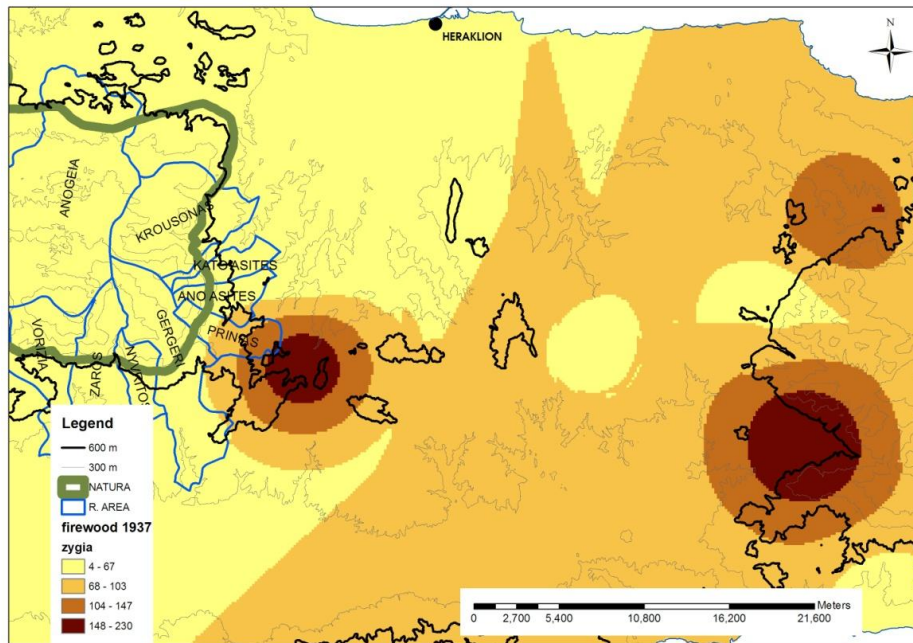 HERAKLION
N
ANOGEIA
KROUSONAS
KATO ASITES
ANO ASITES
PRINIAS
GERGERI
VORIZIA
ZAROS
NYVRITOS
Legend
600 m
300 m
NATURA
R. AREA
firewood 1937
zygia
4 - 67
68 - 103
104 - 147
148 - 230
Meters
0 2,700 5,400 10,800 16,200 21,600